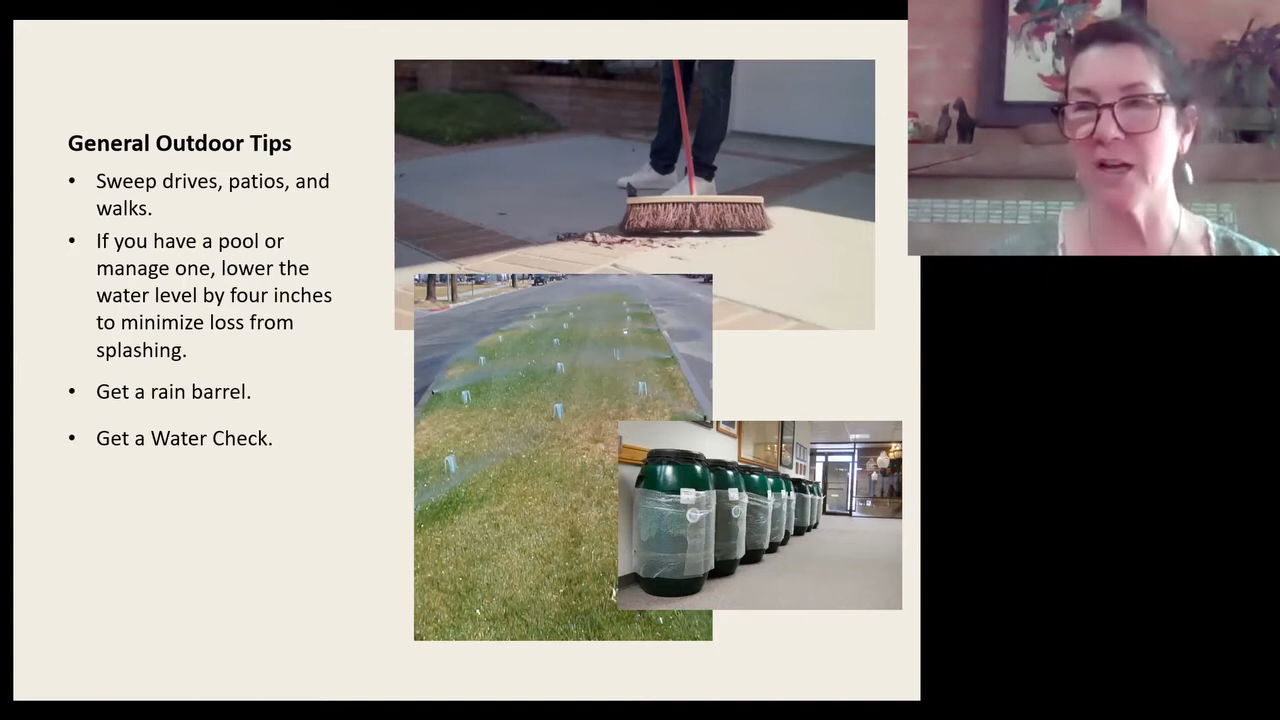 General Outdoor Tips
• Sweep drives, patios, and
walks.
• If you have a pool or
manage one, lower the
water level by four inches
to minimize loss from
splashing.
• Get a rain barrel.
• Get a Water Check.